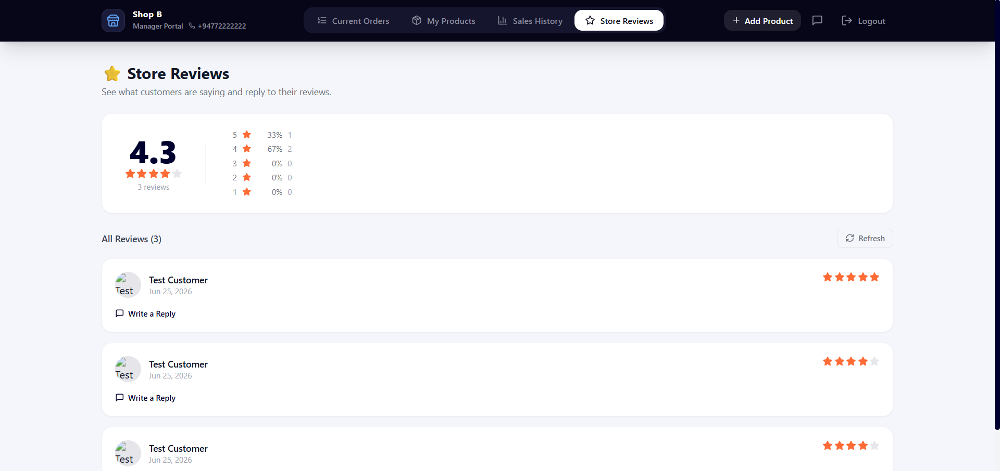 Shop B
Manager Portal +94772222222
Current Orders
My Products
Sales History
Store Reviews
+ Add Product
Logout
Store Reviews
See what customers are saying and reply to their reviews.
4.3
3 reviews
5 33% 1
4 67% 2
3 0% 0
2 0% 0
1 0% 0
All Reviews (3)
Refresh
Test
Test Customer
Jun 25, 2026
Write a Reply
Test
Test Customer
Jun 25, 2026
Write a Reply
Test
Test Customer
Jun 25, 2026